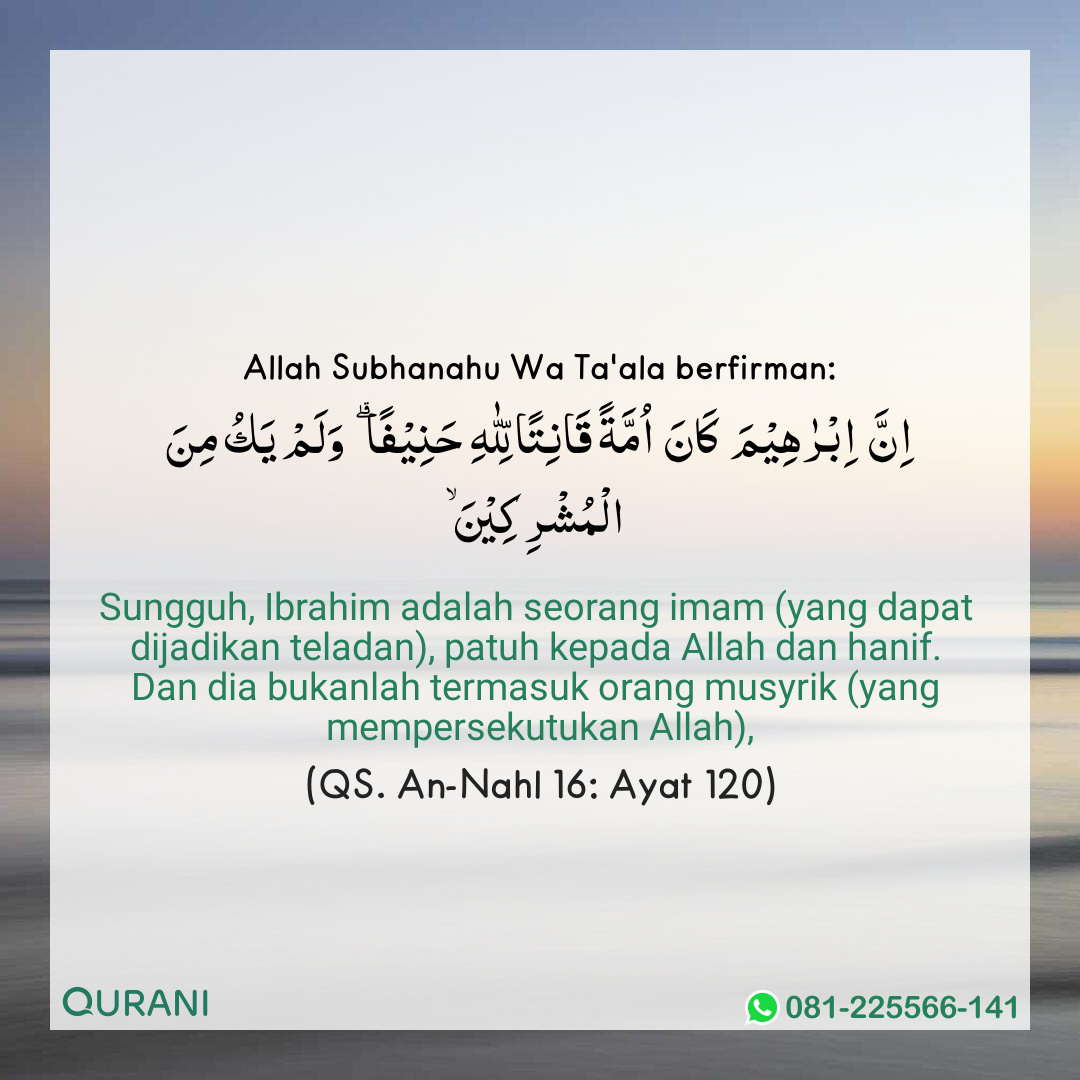 Allah Subhanahu Wa Ta'ala berfirman:
اِنَّ اِبْرٰهِيْمَ كَانَ اُمَّةً قَانِتًا لِّلّٰهِ حَنِيْفًا ۗ وَلَمْ يَكُ مِنَ
الْمُشْرِكِيْنَ ۙ
Sungguh, Ibrahim adalah seorang imam (yang dapat
dijadikan teladan), patuh kepada Allah dan hanif.
Dan dia bukanlah termasuk orang musyrik (yang
mempersekutukan Allah),
(QS. An-Nahl 16: Ayat 120)
QURANI
081-225566-141